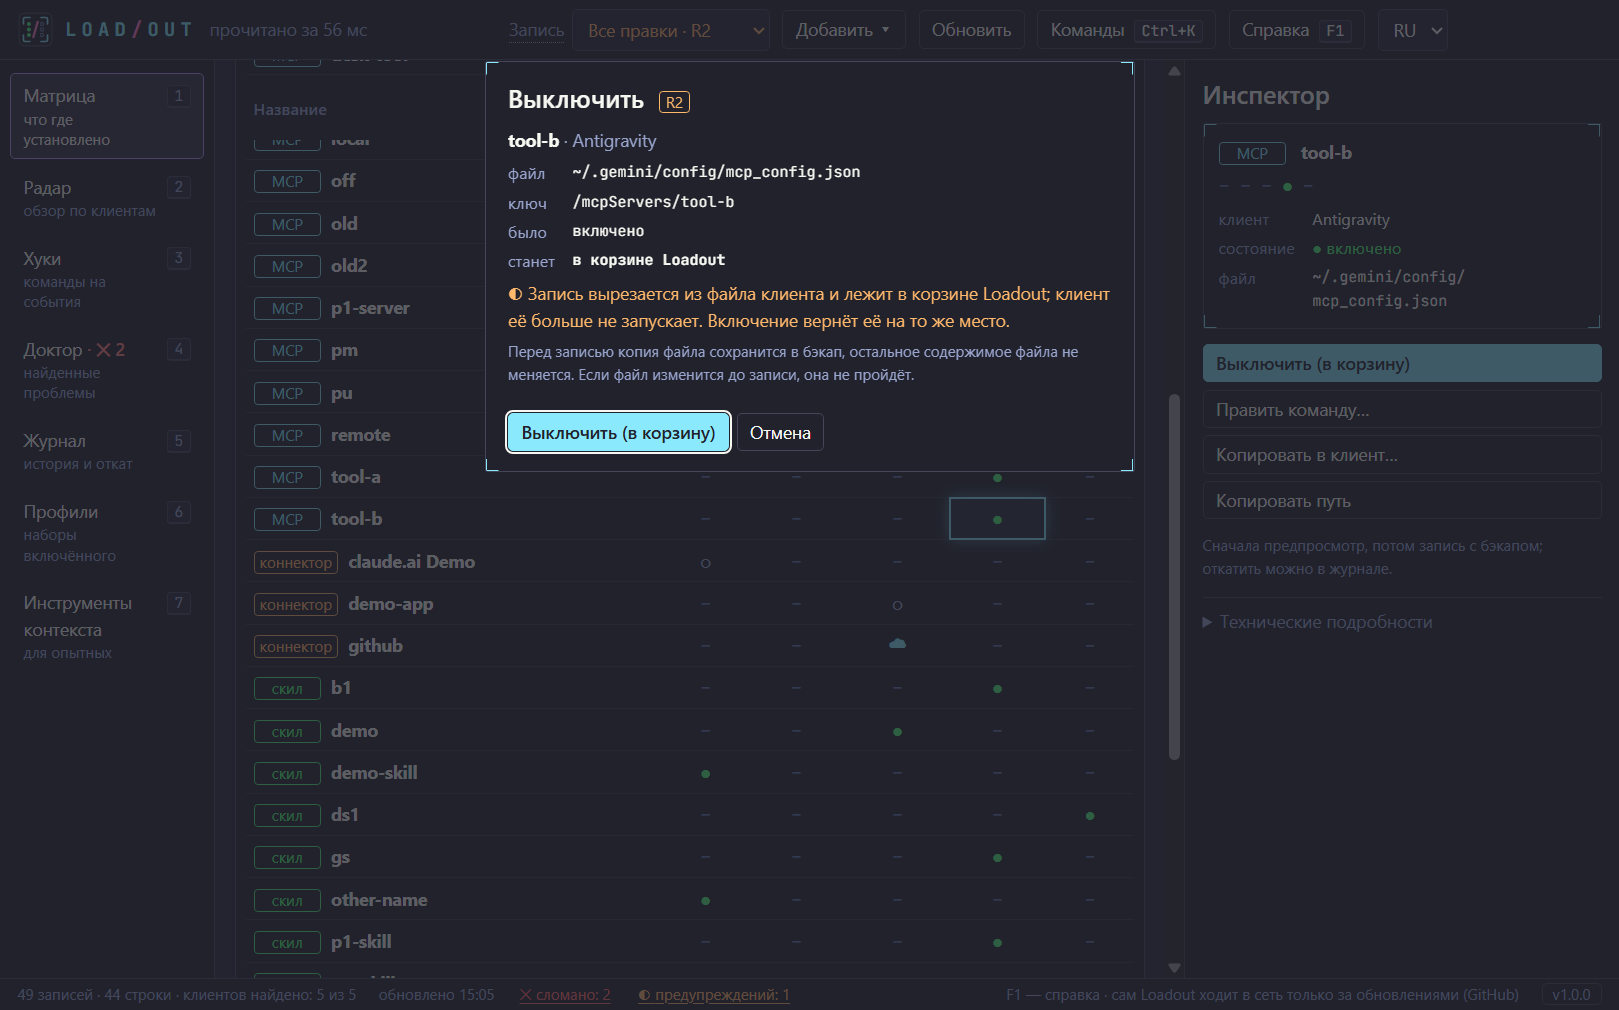 LOAD/OUT прочитано за 56 мс Запись Все правки · R2 Добавить ▾ Обновить Команды Ctrl+K Справка F1 RU
Матрица 1
что где
установлено
Радар 2
обзор по клиентам
Хуки 3
команды на
события
Доктор · ✕ 2 4
найденные
проблемы
Журнал 5
история и откат
Профили 6
наборы
включённого
Инструменты 7
контекста
для опытных
Название
MCP local
MCP off
MCP old
MCP old2
MCP p1-server
MCP pm
MCP pu
MCP remote
MCP tool-a – – – ● –
MCP tool-b – – – ● –
коннектор claude.ai Demo ○ – – – –
коннектор demo-app – – ○ – –
коннектор github – – ☁ – –
скил b1 – – – ● –
скил demo – – ● – –
скил demo-skill ● – – – –
скил ds1 – – – – ●
скил gs – – – ● –
скил other-name ● – – – –
скил p1-skill – – – ● –
Выключить R2
tool-b · Antigravity
файл ~/.gemini/config/mcp_config.json
ключ /mcpServers/tool-b
было включено
станет в корзине Loadout
◐ Запись вырезается из файла клиента и лежит в корзине Loadout; клиент
её больше не запускает. Включение вернёт её на то же место.
Перед записью копия файла сохранится в бэкап, остальное содержимое файла не
меняется. Если файл изменится до записи, она не пройдёт.
Выключить (в корзину) Отмена
Инспектор
MCP tool-b
– – – ● –
клиент Antigravity
состояние ● включено
файл ~/.gemini/config/
mcp_config.json
Выключить (в корзину)
Править команду...
Копировать в клиент...
Копировать путь
Сначала предпросмотр, потом запись с бэкапом;
откатить можно в журнале.
▶ Технические подробности
49 записей · 44 строки · клиентов найдено: 5 из 5 обновлено 15:05 ✕ сломано: 2 ◐ предупреждений: 1 F1 — справка · сам Loadout ходит в сеть только за обновлениями (GitHub) v1.0.0